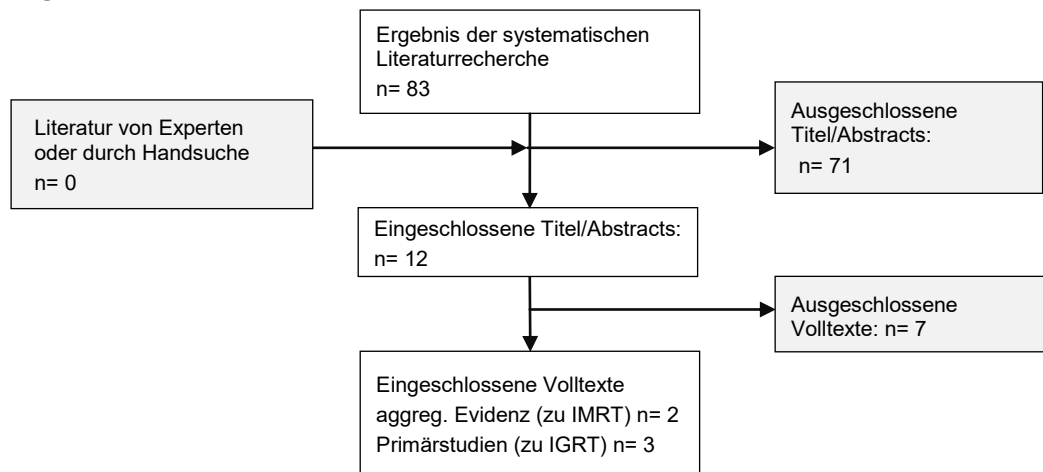 Ergebnis der systematischen
Literaturrecherche
n= 83
Literatur von Experten
oder durch Handsuche
n= 0
Ausgeschlossene
Titel/Abstracts:
n= 71
Eingeschlossene Titel/Abstracts:
n= 12
Ausgeschlossene
Volltexte: n= 7
Eingeschlossene Volltexte
aggreg. Evidenz (zu IMRT) n= 2
Primärstudien (zu IGRT) n= 3